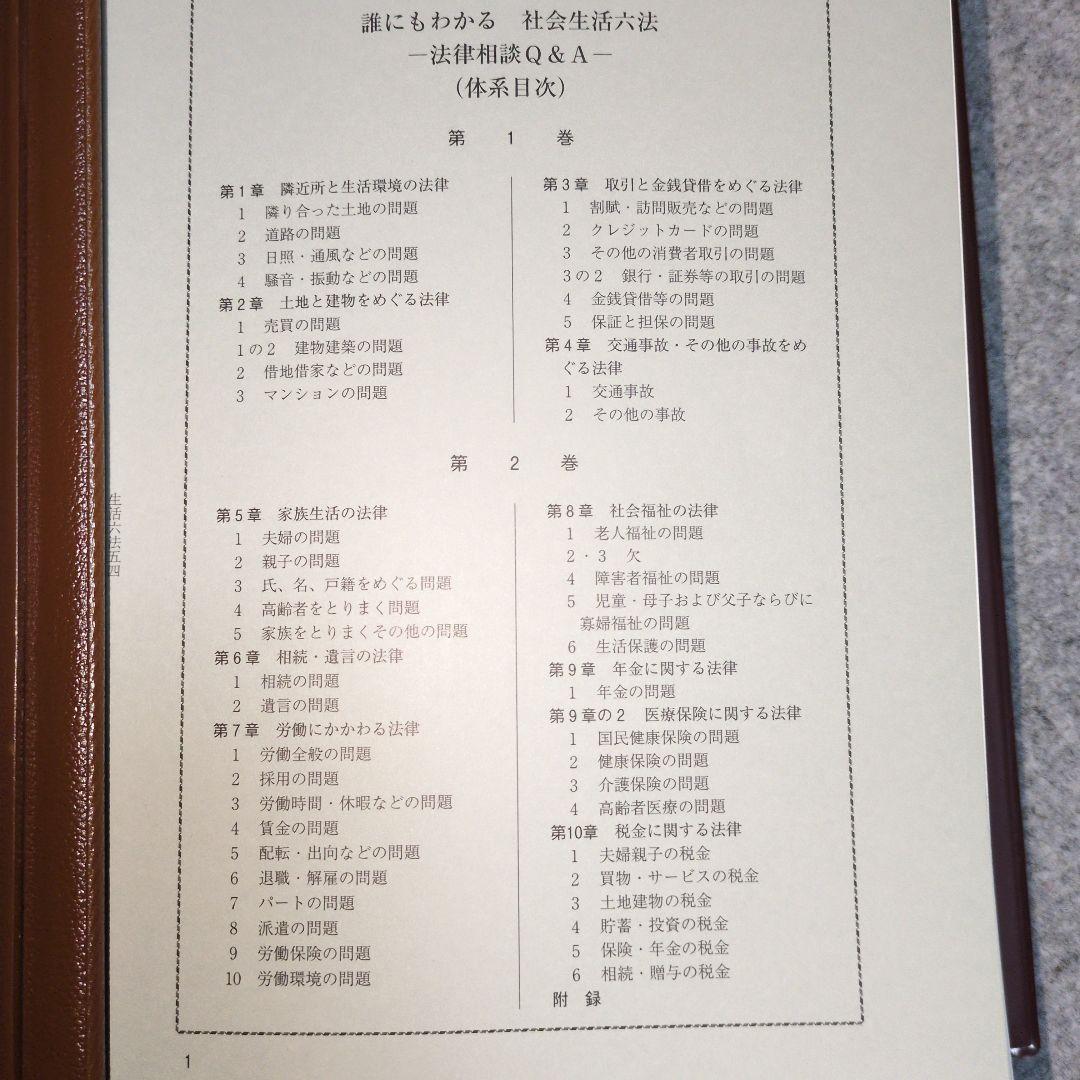 誰にもわかる　社会生活六法
―法律相談Ｑ＆Ａ―
（体系目次）
第　1　巻
第１章　隣近所と生活環境の法律
1　隣り合った土地の問題
2　道路の問題
3　日照・通風などの問題
4　騒音・振動などの問題
第２章　土地と建物をめぐる法律
1　売買の問題
1の2　建物建築の問題
2　借地借家などの問題
3　マンションの問題
第３章　取引と金銭貸借をめぐる法律
1　割賦・訪問販売などの問題
2　クレジットカードの問題
3　その他の消費者取引の問題
3の2　銀行・証券等の取引の問題
4　金銭貸借等の問題
5　保証と担保の問題
第４章　交通事故・その他の事故をめ
ぐる法律
1　交通事故
2　その他の事故
第　2　巻
第５章　家族生活の法律
1　夫婦の問題
2　親子の問題
3　氏、名、戸籍をめぐる問題
4　高齢者をとりまく問題
5　家族をとりまくその他の問題
第６章　相続・遺言の法律
1　相続の問題
2　遺言の問題
第７章　労働にかかわる法律
1　労働全般の問題
2　採用の問題
3　労働時間・休暇などの問題
4　賃金の問題
5　配転・出向などの問題
6　退職・解雇の問題
7　パートの問題
8　派遣の問題
9　労働保険の問題
10　労働環境の問題
第８章　社会福祉の法律
1　老人福祉の問題
2・3　欠
4　障害者福祉の問題
5　児童・母子および父子ならびに
寡婦福祉の問題
6　生活保護の問題
第９章　年金に関する法律
1　年金の問題
第９章の２　医療保険に関する法律
1　国民健康保険の問題
2　健康保険の問題
3　介護保険の問題
4　高齢者医療の問題
第10章　税金に関する法律
1　夫婦親子の税金
2　買物・サービスの税金
3　土地建物の税金
4　貯蓄・投資の税金
5　保険・年金の税金
6　相続・贈与の税金
附　録
生活六法五四
1